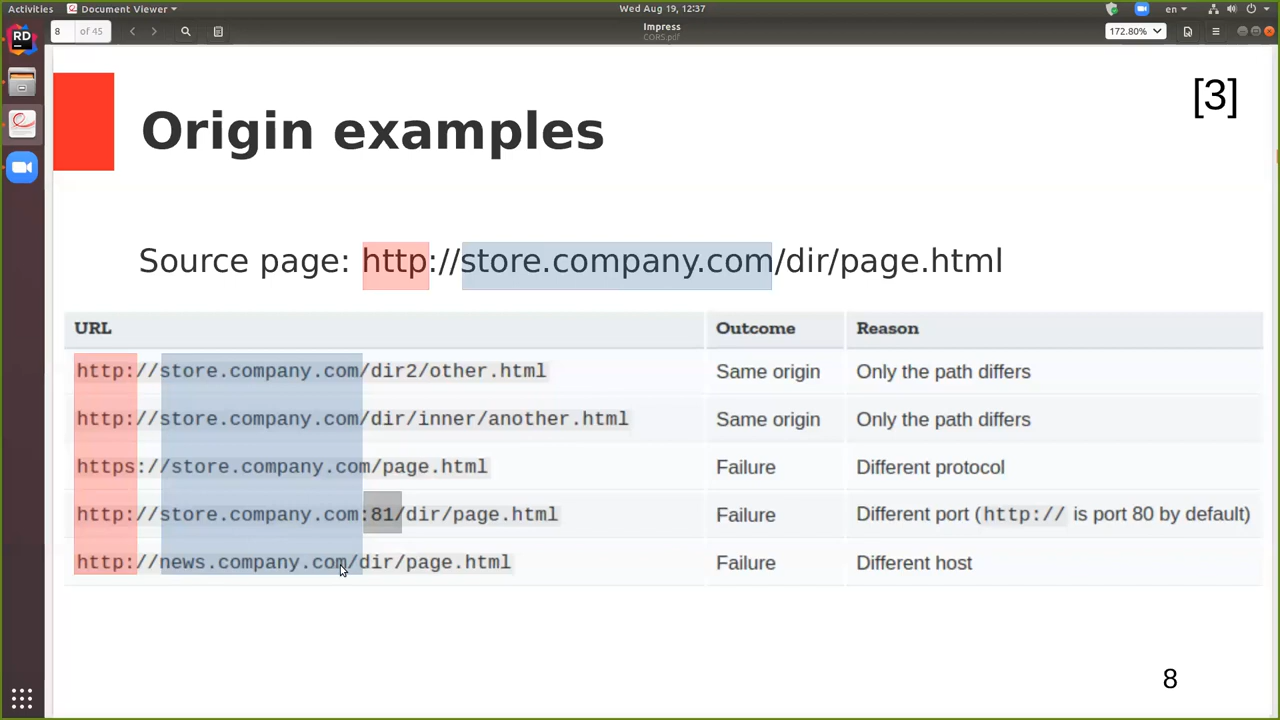 Activities Document Viewer Wed Aug 19, 12:37 en
8 of 45 Impress CORS.pdf 172.80%
RD
[3]
Origin examples
Source page: http://store.company.com/dir/page.html
URL Outcome Reason
http://store.company.com/dir2/other.html Same origin Only the path differs
http://store.company.com/dir/inner/another.html Same origin Only the path differs
https://store.company.com/page.html Failure Different protocol
http://store.company.com:81/dir/page.html Failure Different port (http:// is port 80 by default)
http://news.company.com/dir/page.html Failure Different host
8